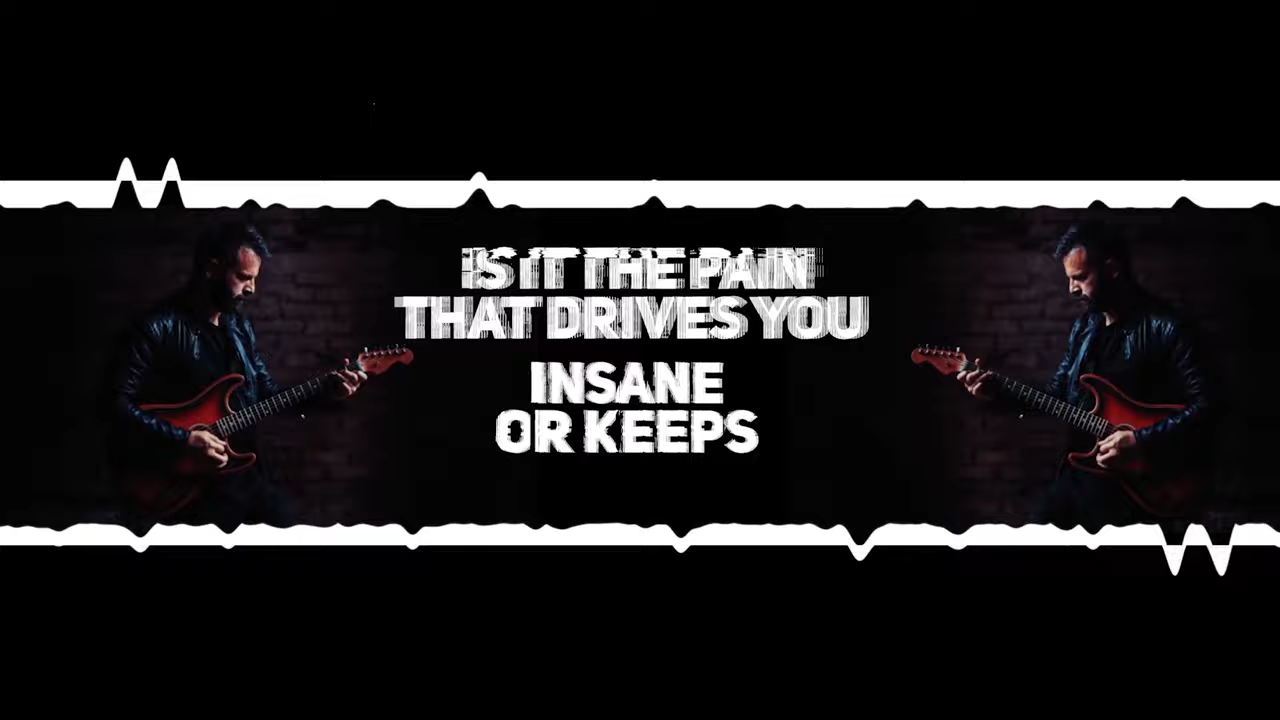 IS IT THE PAIN
THAT DRIVES YOU
INSANE
OR KEEPS